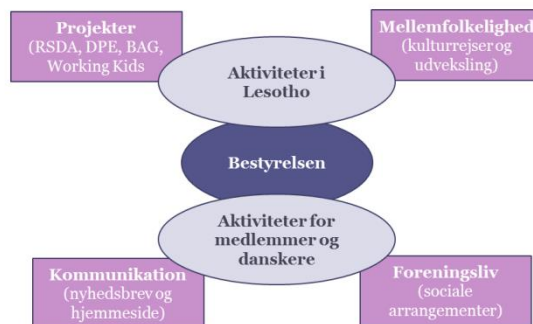 Projekter
(RSDA, DPE, BAG,
Working Kids
Mellemfolkelighed
(kulturrejser og
udveksling)
Aktiviteter i
Lesotho
Bestyrelsen
Aktiviteter for
medlemmer og
danskere
Kommunikation
(nyhedsbrev og
hjemmeside)
Foreningsliv
(sociale
arrangementer)